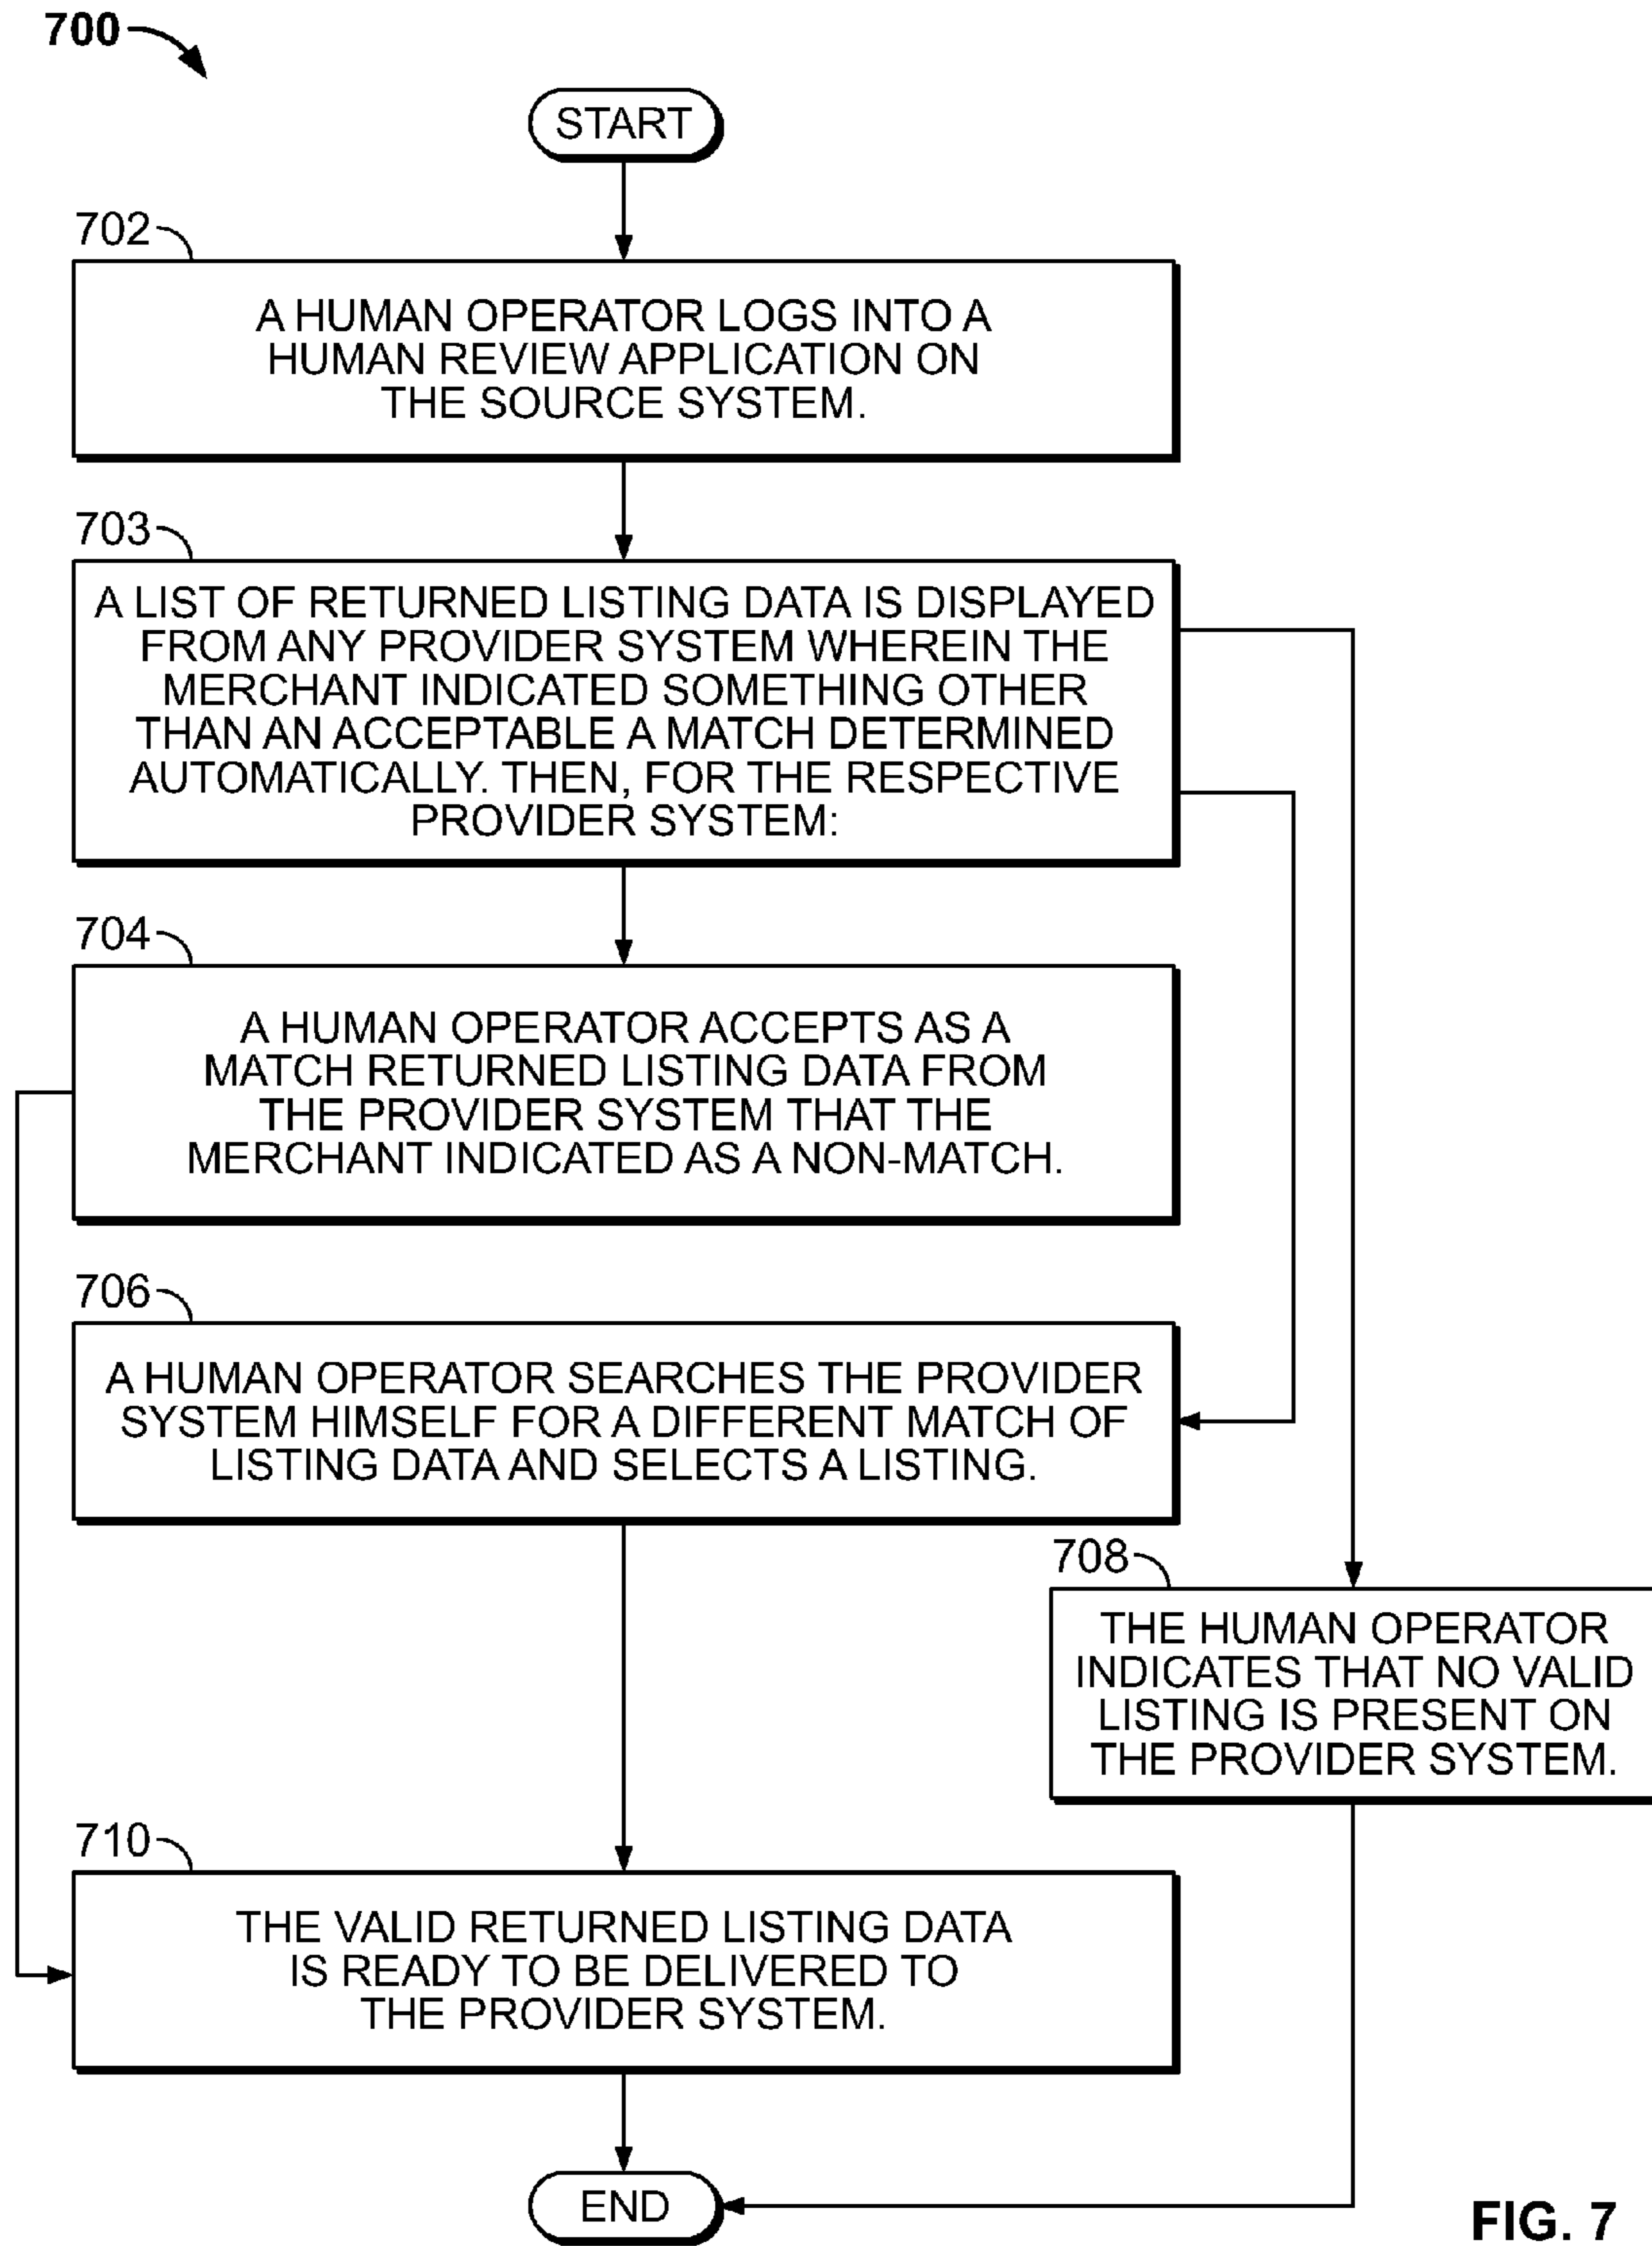 700
START
702
A HUMAN OPERATOR LOGS INTO A
HUMAN REVIEW APPLICATION ON
THE SOURCE SYSTEM.
703
A LIST OF RETURNED LISTING DATA IS DISPLAYED
FROM ANY PROVIDER SYSTEM WHEREIN THE
MERCHANT INDICATED SOMETHING OTHER
THAN AN ACCEPTABLE A MATCH DETERMINED
AUTOMATICALLY. THEN, FOR THE RESPECTIVE
PROVIDER SYSTEM:
704
A HUMAN OPERATOR ACCEPTS AS A
MATCH RETURNED LISTING DATA FROM
THE PROVIDER SYSTEM THAT THE
MERCHANT INDICATED AS A NON-MATCH.
706
A HUMAN OPERATOR SEARCHES THE PROVIDER
SYSTEM HIMSELF FOR A DIFFERENT MATCH OF
LISTING DATA AND SELECTS A LISTING.
708
THE HUMAN OPERATOR
INDICATES THAT NO VALID
LISTING IS PRESENT ON
THE PROVIDER SYSTEM.
710
THE VALID RETURNED LISTING DATA
IS READY TO BE DELIVERED TO
THE PROVIDER SYSTEM.
END
FIG. 7